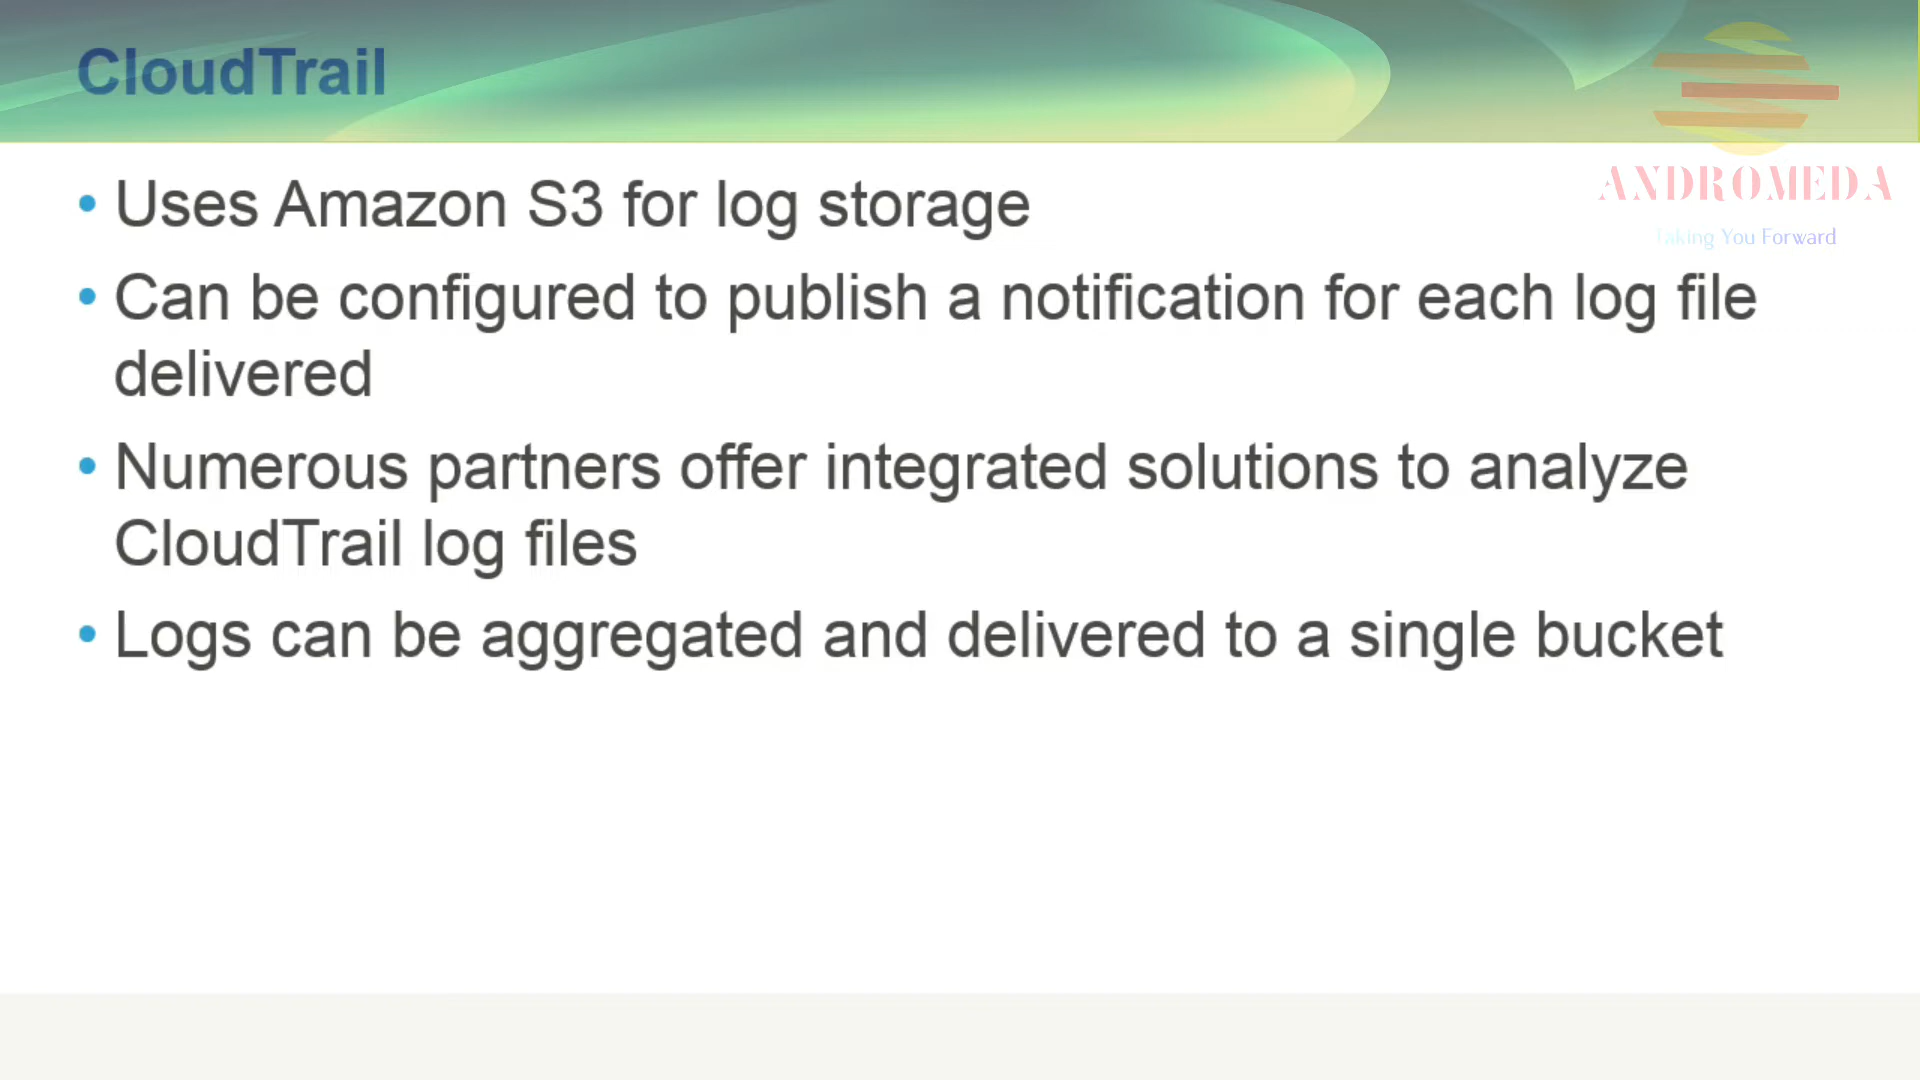 CloudTrail
ANDROMEDA
Taking You Forward
• Uses Amazon S3 for log storage
• Can be configured to publish a notification for each log file
delivered
• Numerous partners offer integrated solutions to analyze
CloudTrail log files
• Logs can be aggregated and delivered to a single bucket